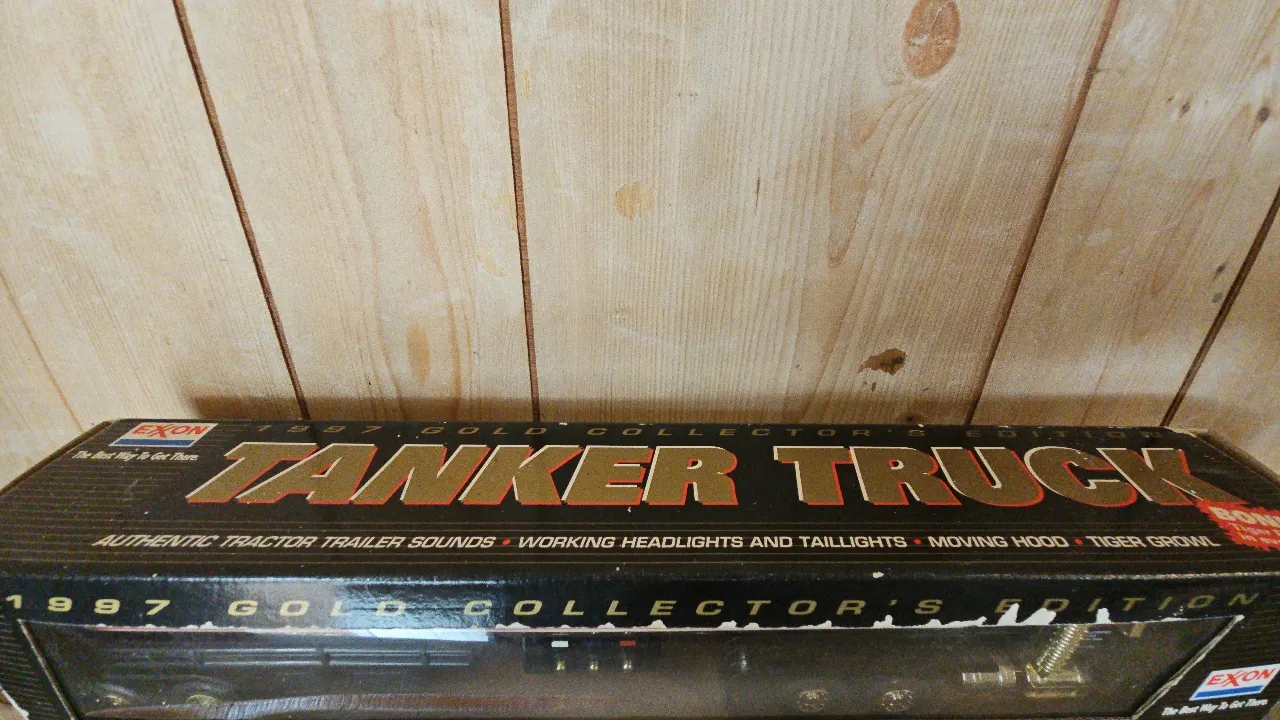 EXXON
The Best Way To Get There.
1997 GOLD COLLECTOR'S EDITION
TANKER TRUCK
AUTHENTIC TRACTOR TRAILER SOUNDS • WORKING HEADLIGHTS AND TAILLIGHTS • MOVING HOOD • TIGER GROWL
1997 GOLD COLLECTOR'S EDITION
EXXON
The Best Way To Get There.